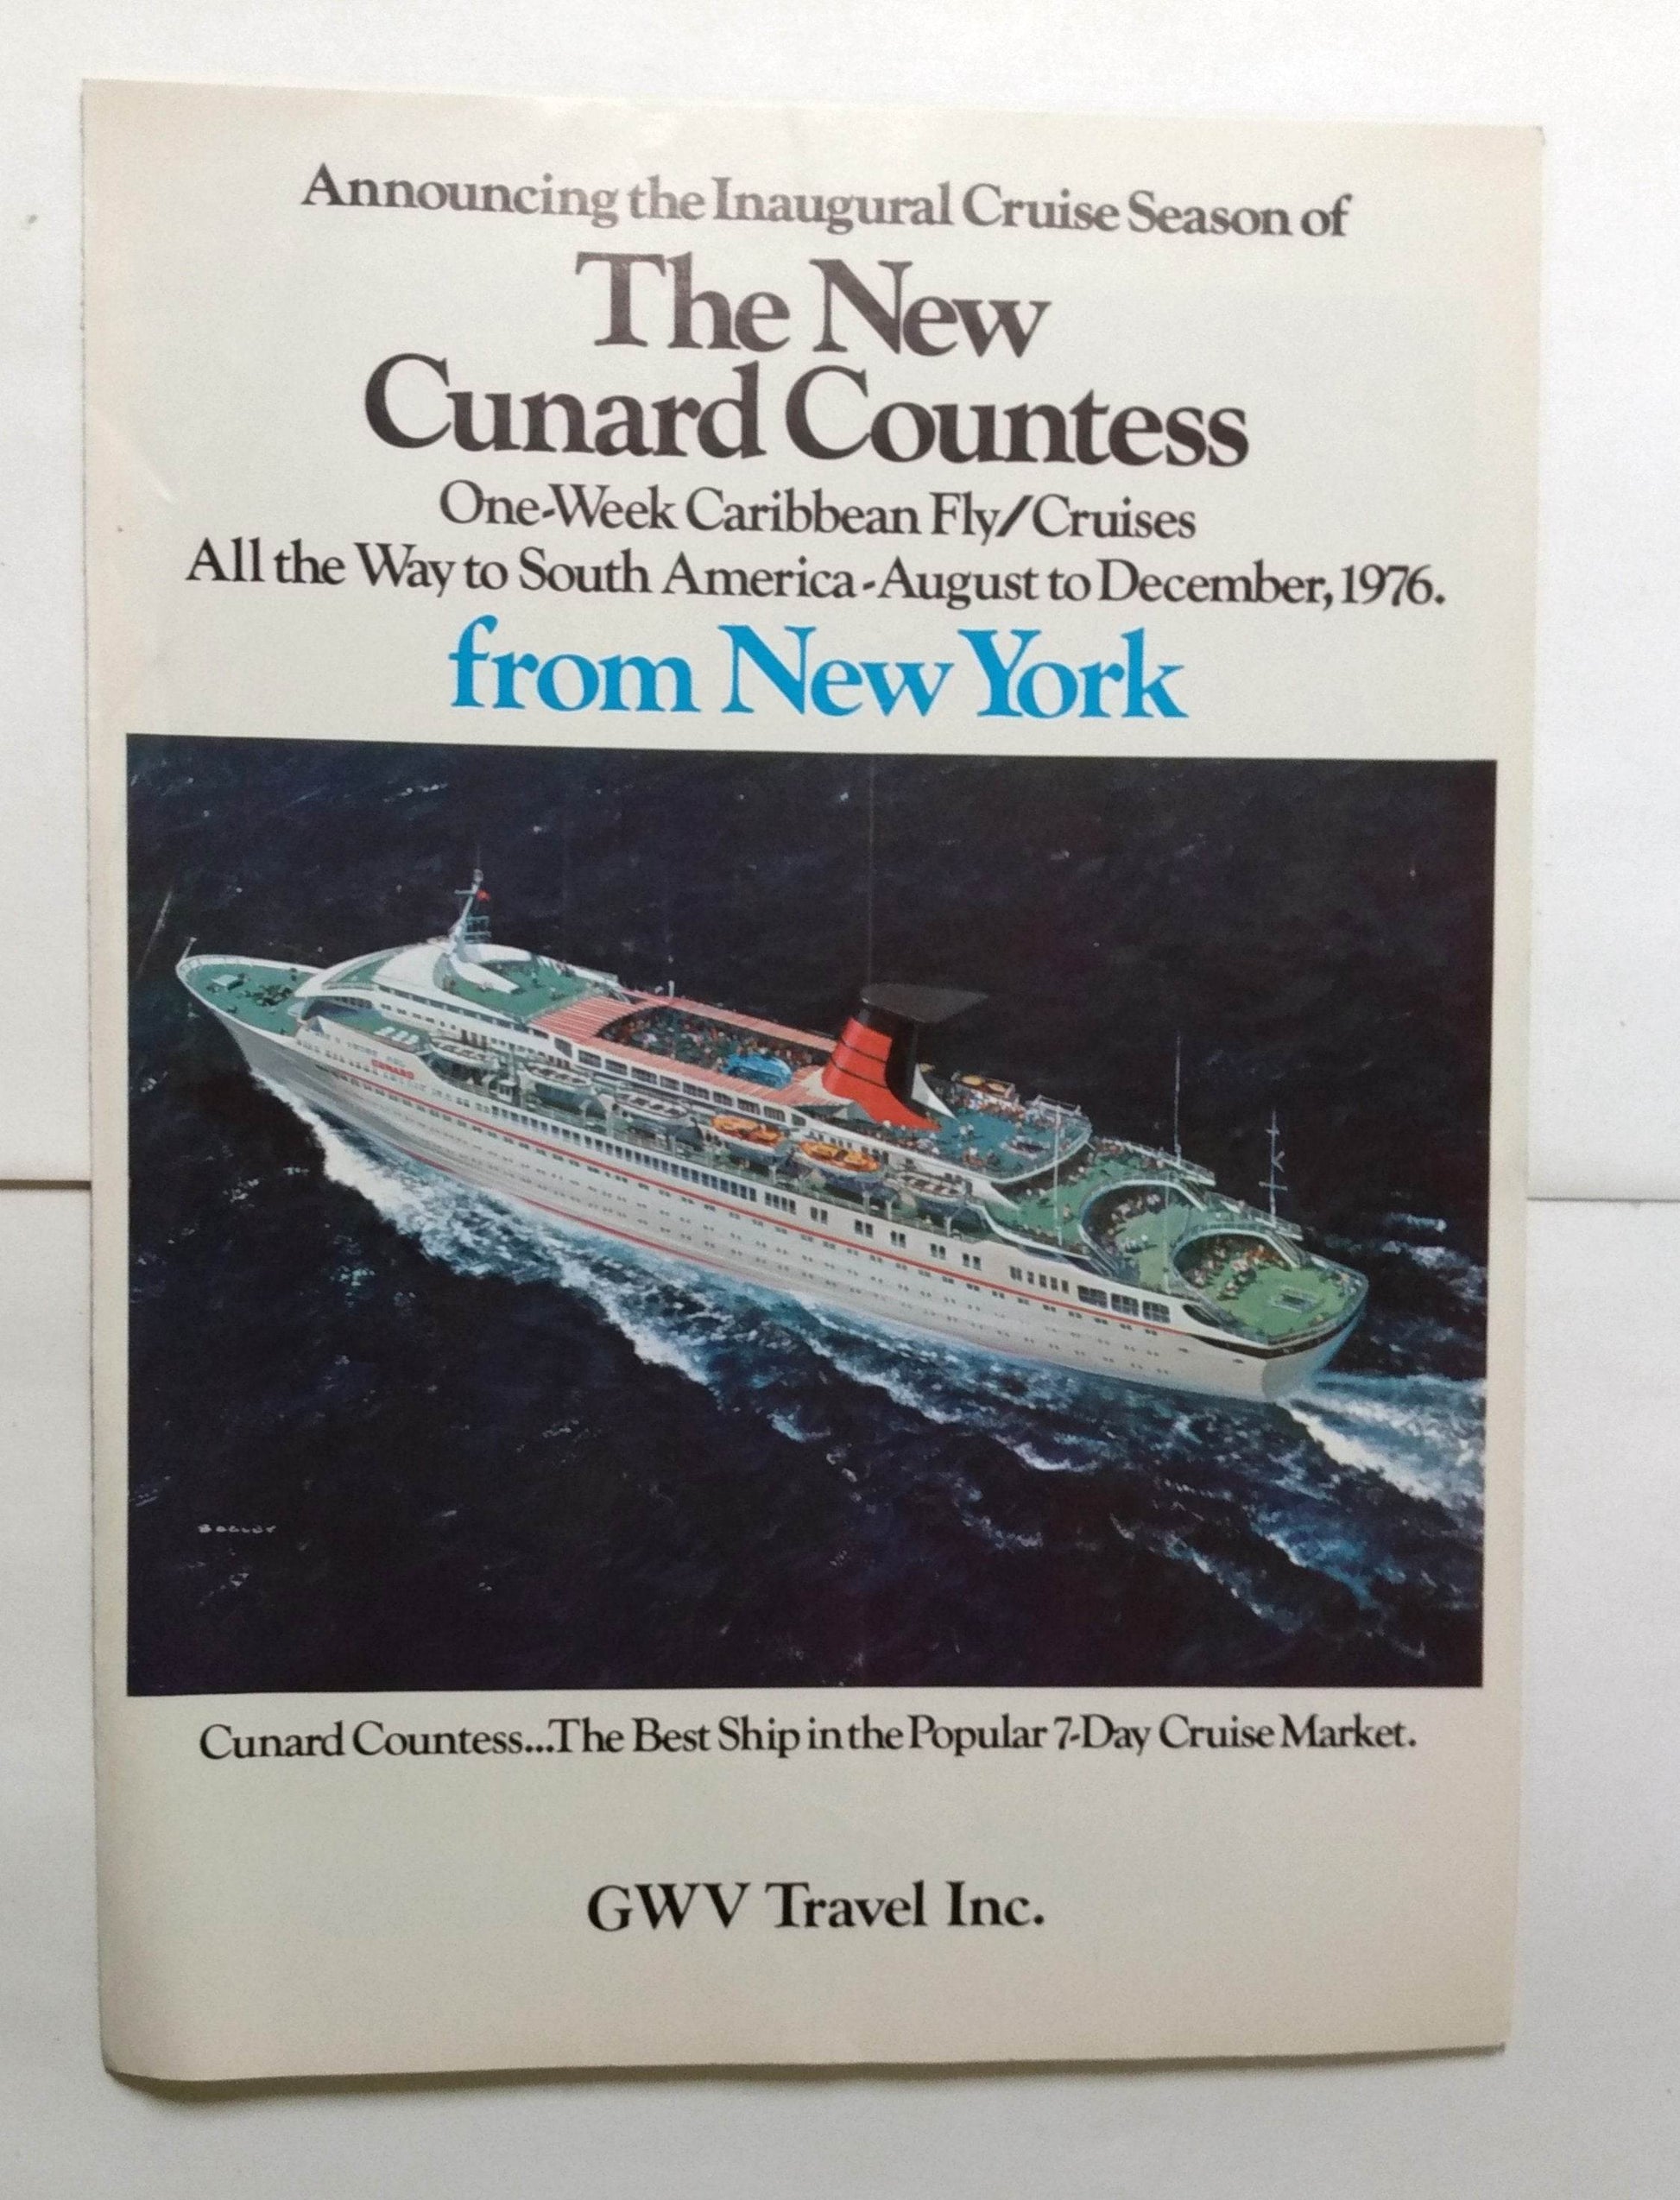 Announcing the Inaugural Cruise Season of
The New
Cunard Countess
One-Week Caribbean Fly/Cruises
All the Way to South America-August to December, 1976.
from New York
CUNARD
Cunard Countess...The Best Ship in the Popular 7-Day Cruise Market.
GWV Travel Inc.